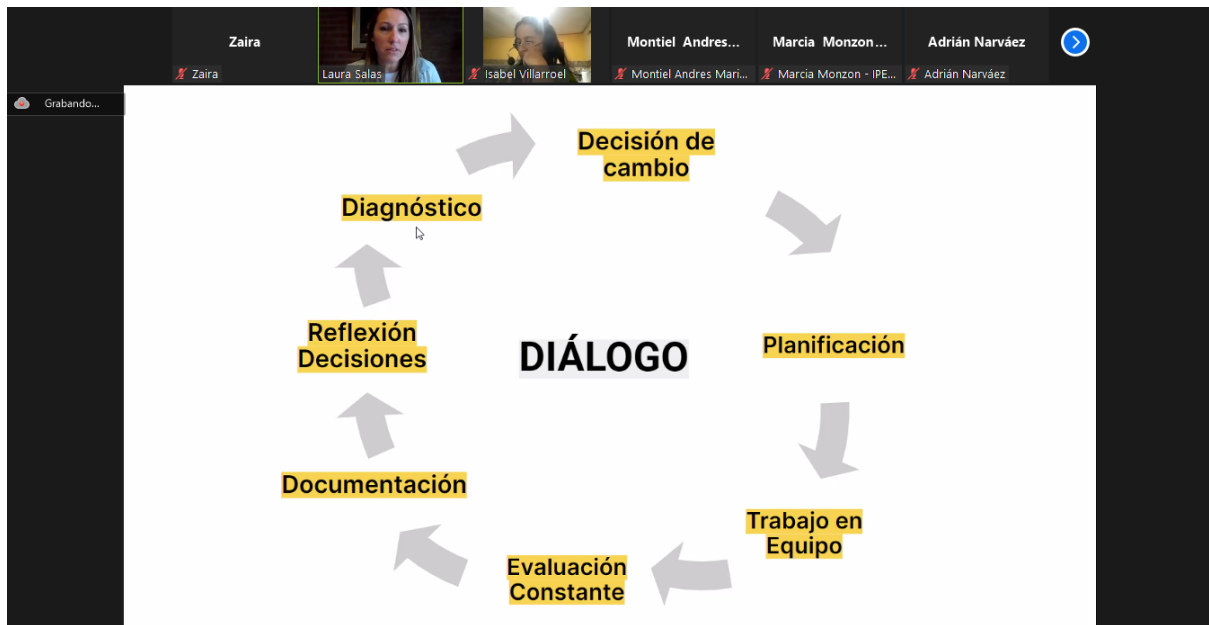 Zaira
Montiel Andres...
Marcia Monzon...
Adrián Narváez
Zaira
Laura Salas
Isabel Villarroel
Montiel Andres Mari...
Marcia Monzon - IPE...
Adrián Narváez
Grabando...
Decisión de
cambio
Diagnóstico
Reflexión
Decisiones
DIÁLOGO
Planificación
Documentación
Trabajo en
Equipo
Evaluación
Constante